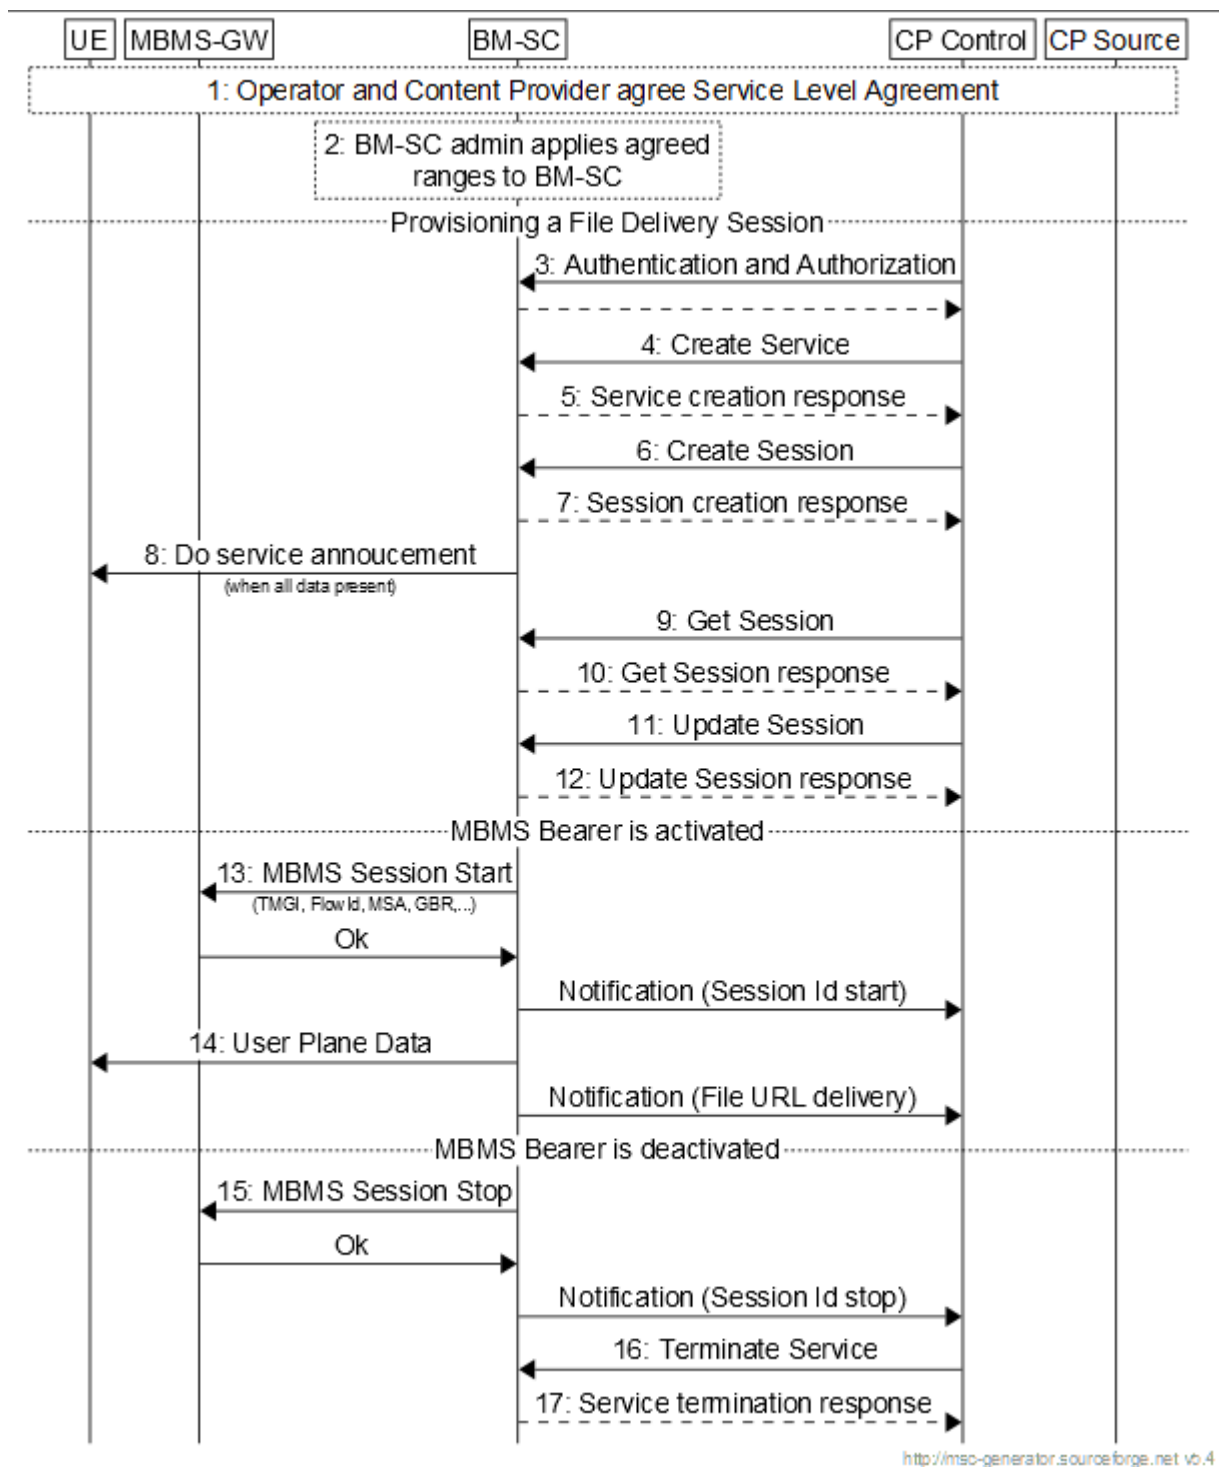 UE MBMS-GW BM-SC CP Control CP Source
1: Operator and Content Provider agree Service Level Agreement
2: BM-SC admin applies agreed
ranges to BM-SC
Provisioning a File Delivery Session
3: Authentication and Authorization
4: Create Service
5: Service creation response
6: Create Session
7: Session creation response
8: Do service annoucement
(when all data present)
9: Get Session
10: Get Session response
11: Update Session
12: Update Session response
MBMS Bearer is activated
13: MBMS Session Start
(TMGI, FlowId, MSA, GBR,...)
Ok
Notification (Session Id start)
14: User Plane Data
Notification (File URL delivery)
MBMS Bearer is deactivated
15: MBMS Session Stop
Ok
Notification (Session Id stop)
16: Terminate Service
17: Service termination response
http://msc-generator.sourceforge.net v5.4